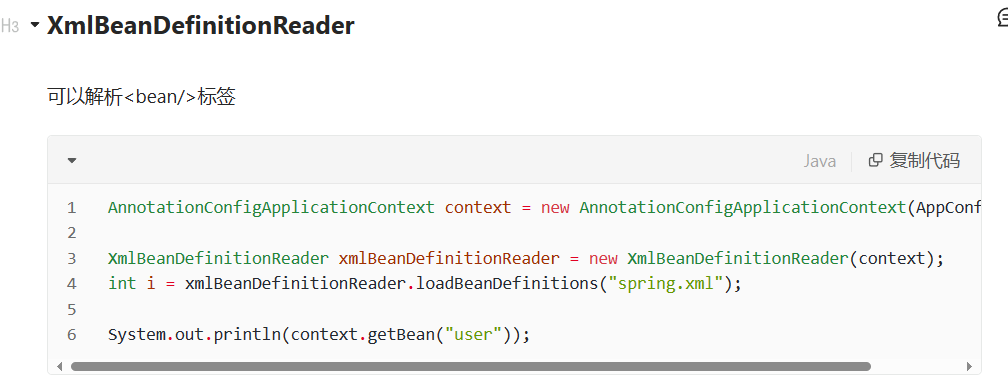 H3 XmlBeanDefinitionReader
可以解析<bean/>标签
Java 复制代码
1 AnnotationConfigApplicationContext context = new AnnotationConfigApplicationContext(AppConf
2
3 XmlBeanDefinitionReader xmlBeanDefinitionReader = new XmlBeanDefinitionReader(context);
4 int i = xmlBeanDefinitionReader.loadBeanDefinitions("spring.xml");
5
6 System.out.println(context.getBean("user"));